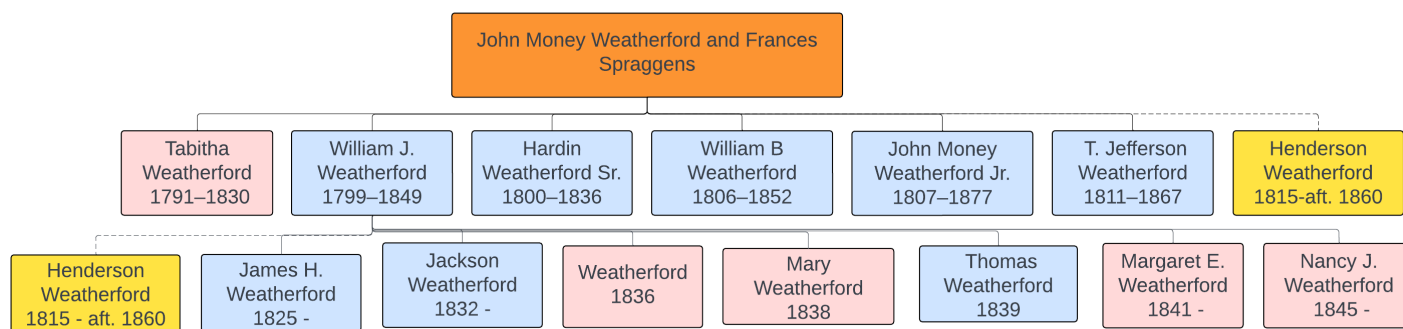 John Money Weatherford and Frances
Spraggens
Tabitha
Weatherford
1791–1830
William J.
Weatherford
1799–1849
Hardin
Weatherford Sr.
1800–1836
William B
Weatherford
1806–1852
John Money
Weatherford Jr.
1807–1877
T. Jefferson
Weatherford
1811–1867
Henderson
Weatherford
1815-aft. 1860
Henderson
Weatherford
1815 - aft. 1860
James H.
Weatherford
1825 -
Jackson
Weatherford
1832 -
Weatherford
1836
Mary
Weatherford
1838
Thomas
Weatherford
1839
Margaret E.
Weatherford
1841 -
Nancy J.
Weatherford
1845 -